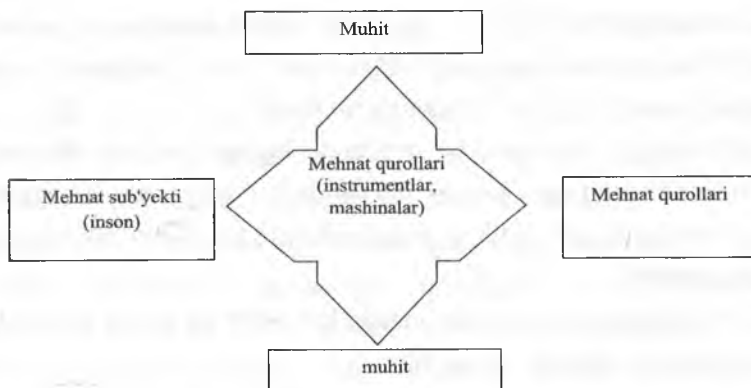 Muhit
Mehnat qurollari
(instrumentlar,
mashinalar)
Mehnat sub'yekti
(inson)
Mehnat qurollari
muhit